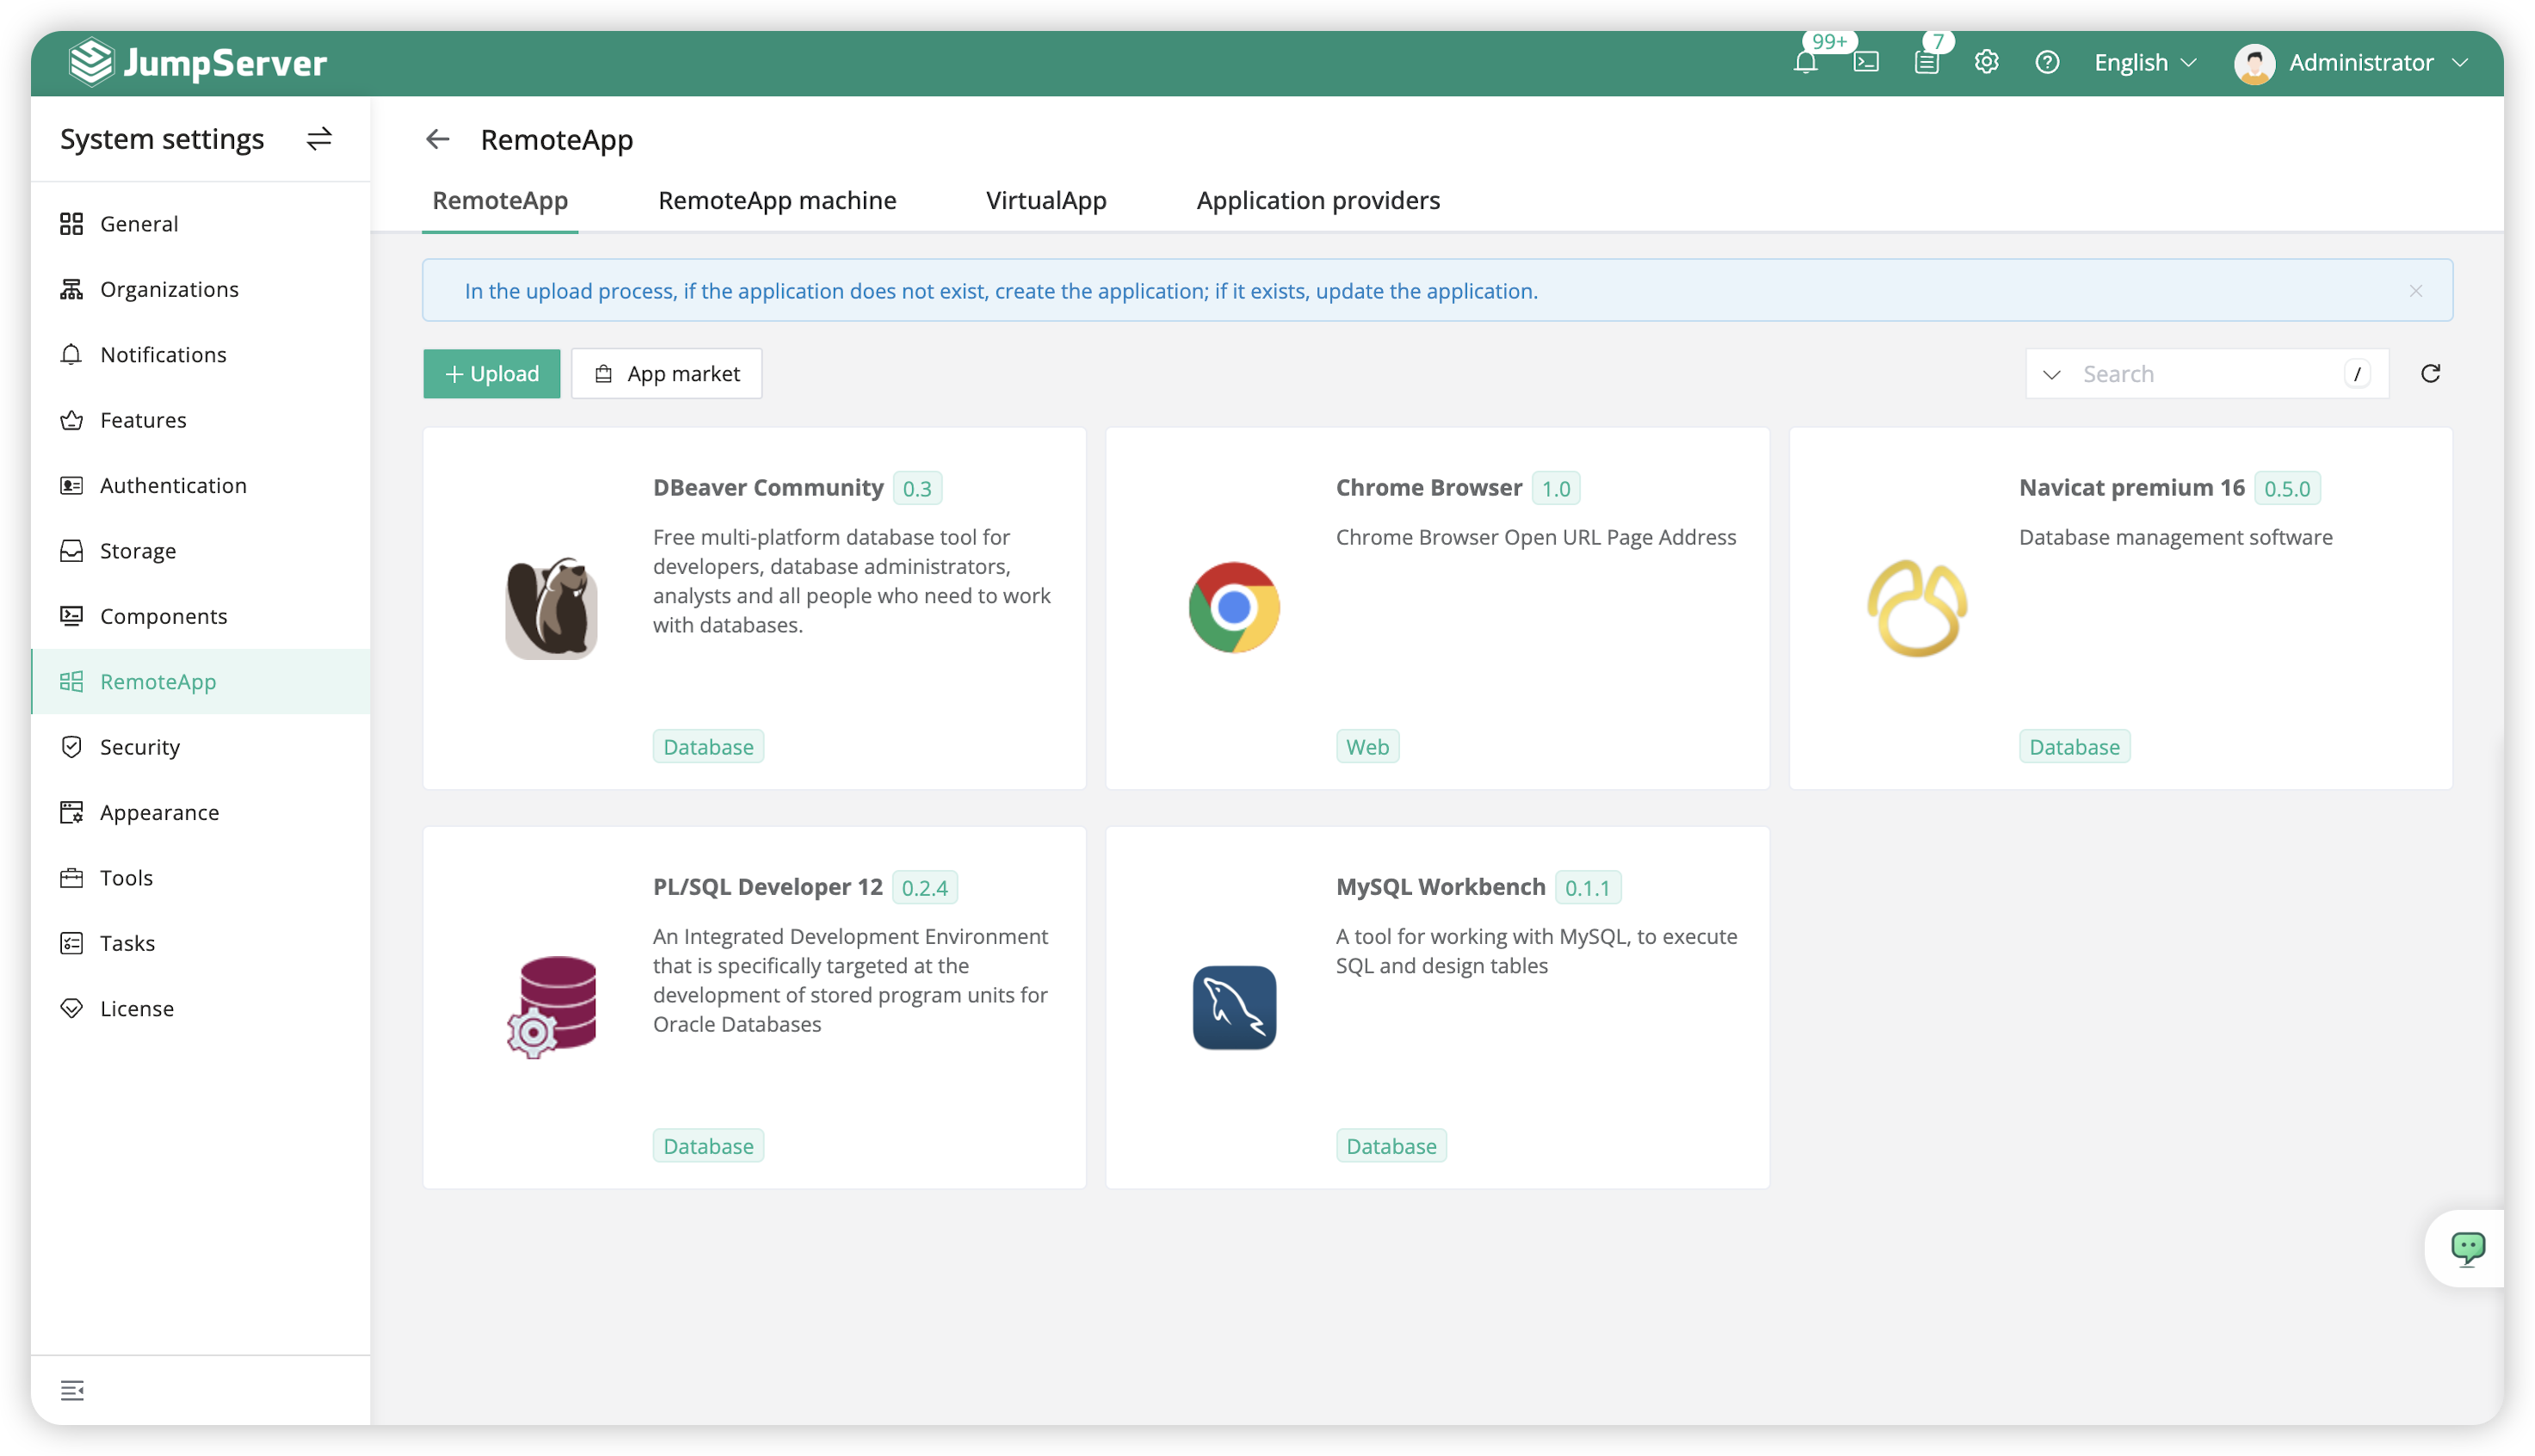 JumpServer
99+
7
English
Administrator
System settings
General
Organizations
Notifications
Features
Authentication
Storage
Components
RemoteApp
Security
Appearance
Tools
Tasks
License
RemoteApp
RemoteApp
RemoteApp machine
VirtualApp
Application providers
In the upload process, if the application does not exist, create the application; if it exists, update the application.
Upload
App market
Search
/
DBeaver Community 0.3
Free multi-platform database tool for
developers, database administrators,
analysts and all people who need to work
with databases.
Database
Chrome Browser 1.0
Chrome Browser Open URL Page Address
Web
Navicat premium 16 0.5.0
Database management software
Database
PL/SQL Developer 12 0.2.4
An Integrated Development Environment
that is specifically targeted at the
development of stored program units for
Oracle Databases
Database
MySQL Workbench 0.1.1
A tool for working with MySQL, to execute
SQL and design tables
Database